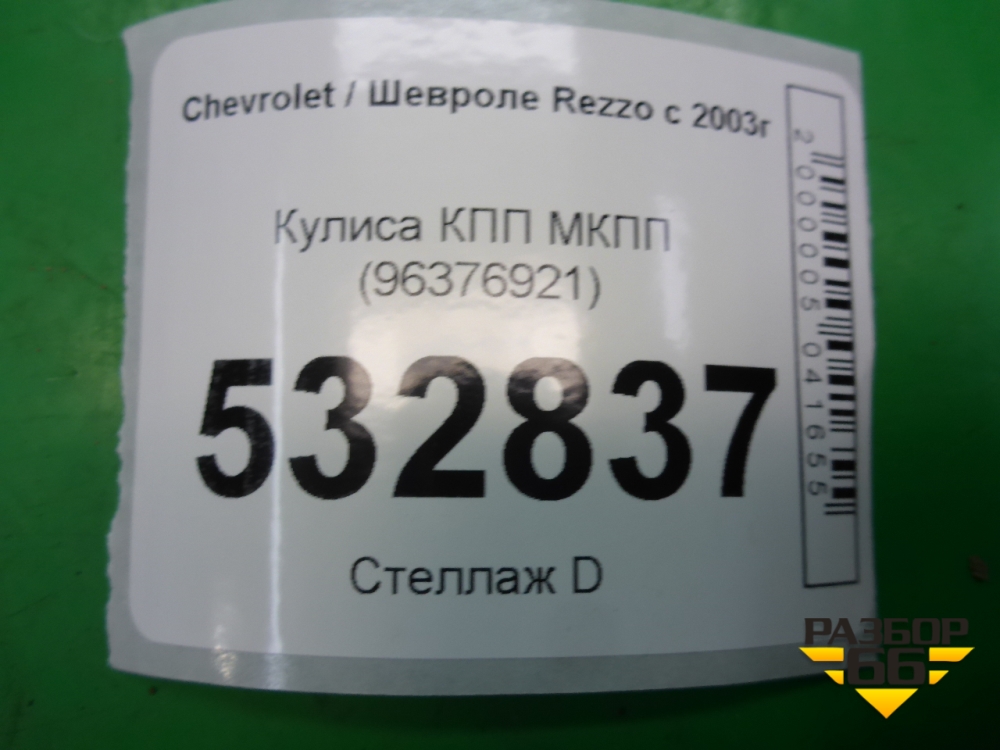 Chevrolet / Шевроле Rezzo с 2003г
Кулиса КПП МКПП
(96376921)
532837
Стеллаж D
2000005041655
РАЗБОР
66